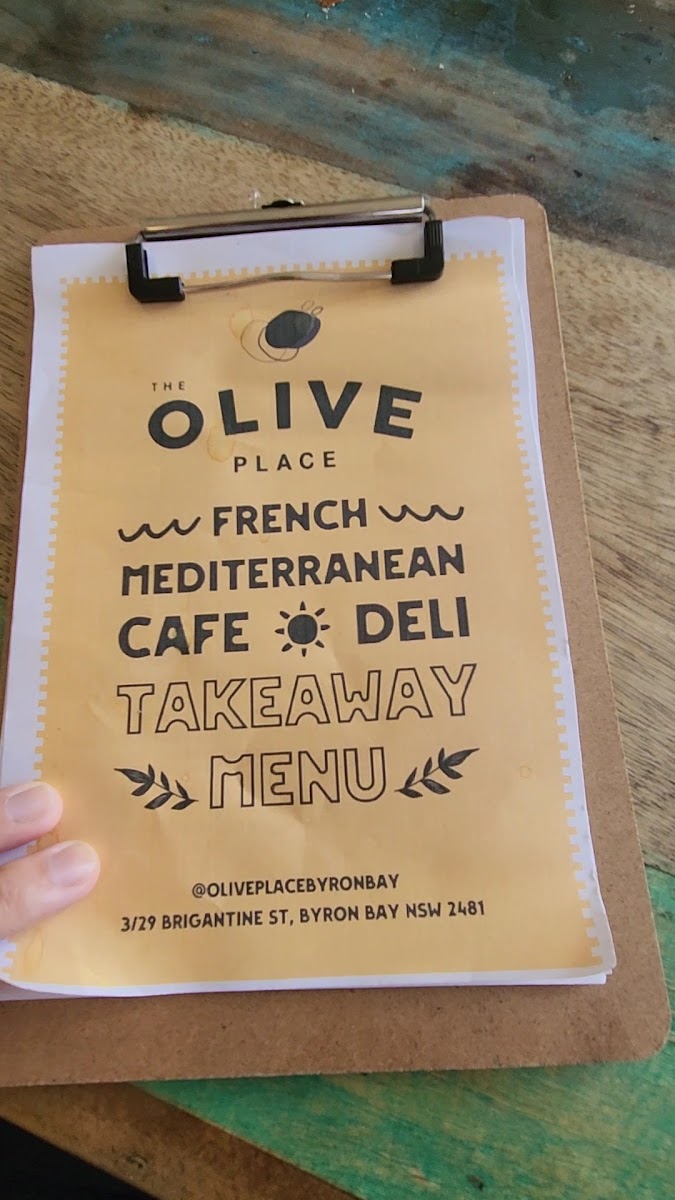 THE
OLIVE
PLACE
FRENCH
MEDITERRANEAN
CAFE DELI
TAKEAWAY
MENU
@OLIVEPLACEBYRONBAY
3/29 BRIGANTINE ST, BYRON BAY NSW 2481